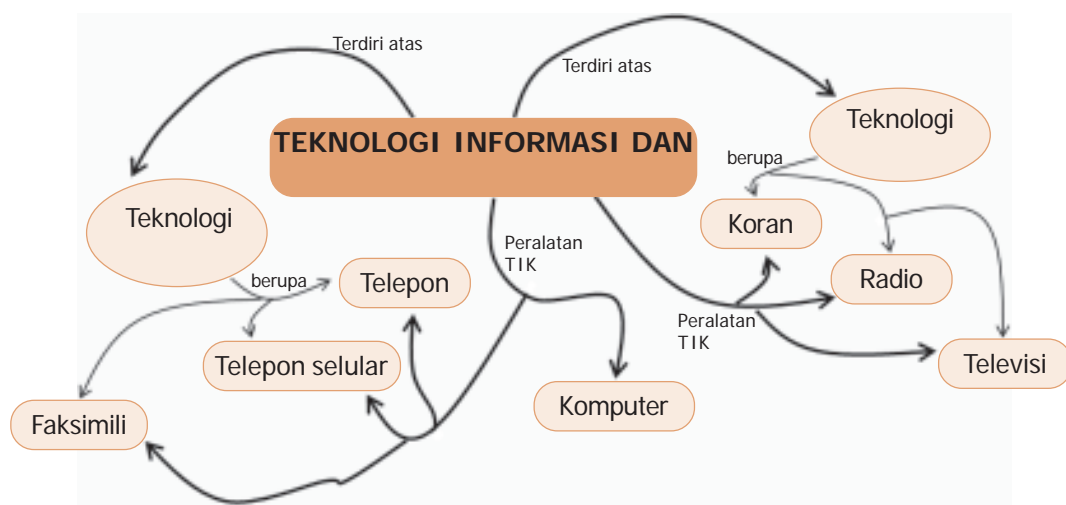 Terdiri atas
Terdiri atas
TEKNOLOGI INFORMASI DAN
Teknologi
berupa
Teknologi
Koran
Peralatan
TIK
berupa
Telepon
Radio
Peralatan
TIK
Telepon selular
Televisi
Komputer
Faksimili